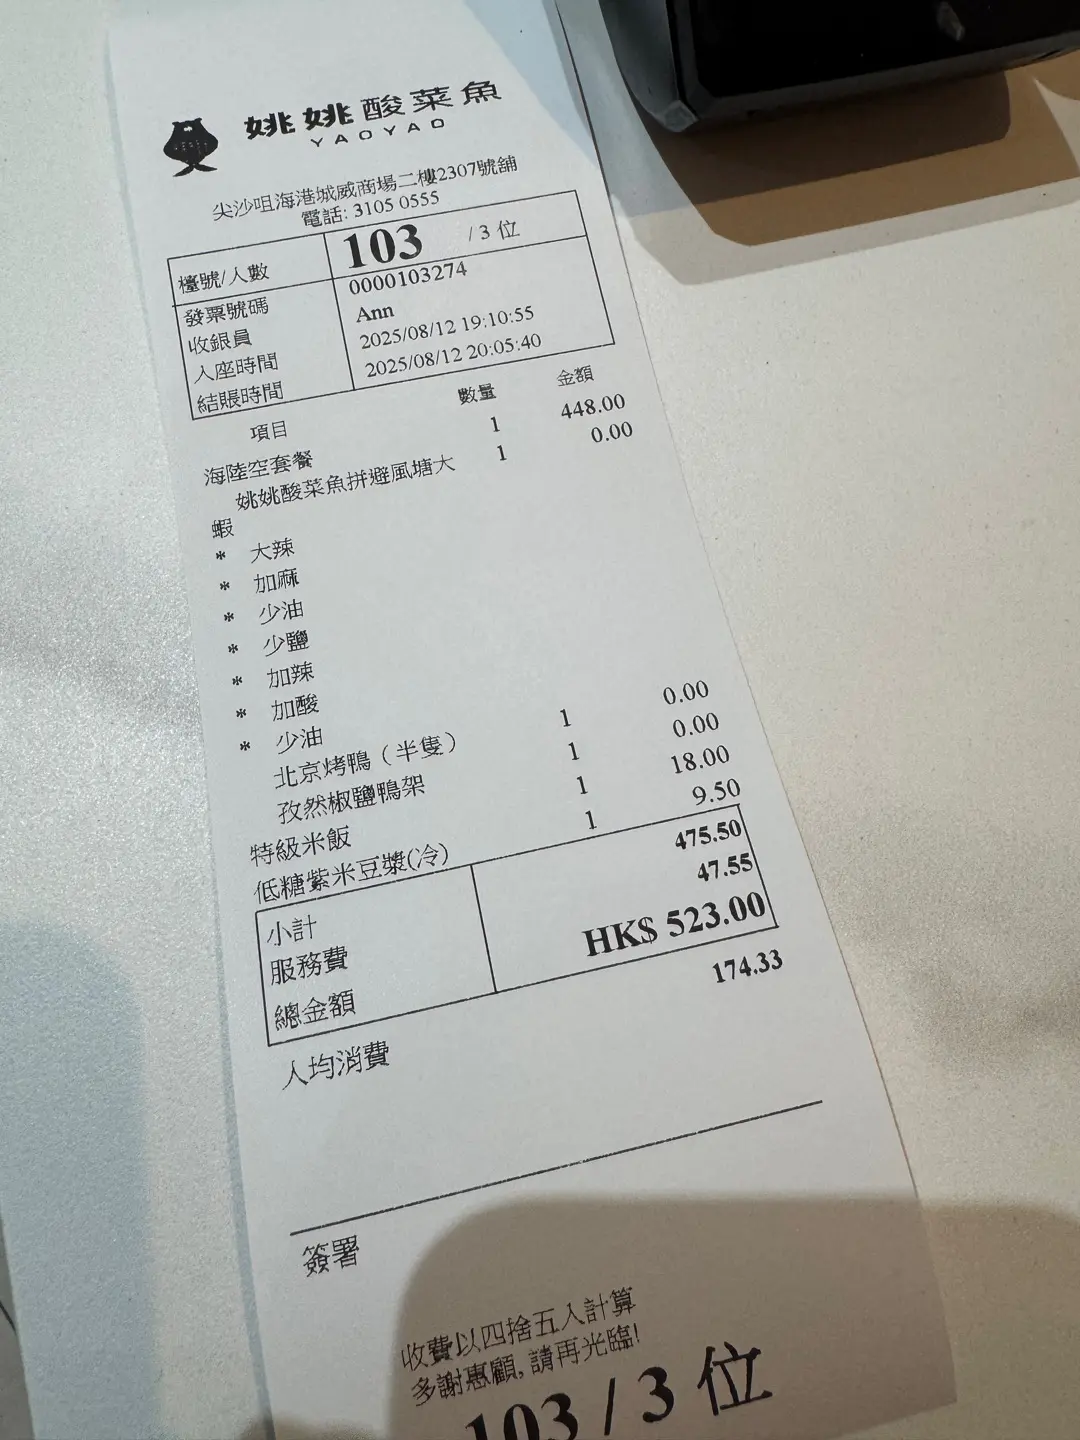 姚姚酸菜魚
YAOYAO
尖沙咀海港城威商場二樓2307號舖
電話: 3105 0555
檯號/人數 103 / 3 位
發票號碼 0000103274
收銀員 Ann
入座時間 2025/08/12 19:10:55
結賬時間 2025/08/12 20:05:40
項目 數量 金額
海陸空套餐 1 448.00
姚姚酸菜魚拼避風塘大 1 0.00
蝦
* 大辣
* 加麻
* 少油
* 少鹽
* 加辣
* 加酸
* 少油
北京烤鴨（半隻） 1 0.00
孜然椒鹽鴨架 1 0.00
特級米飯 1 18.00
低糖紫米豆漿(冷) 1 9.50
小計 475.50
服務費 47.55
總金額 HK$ 523.00
人均消費 174.33
簽署
收費以四捨五入計算
多謝惠顧, 請再光臨!
103 / 3 位